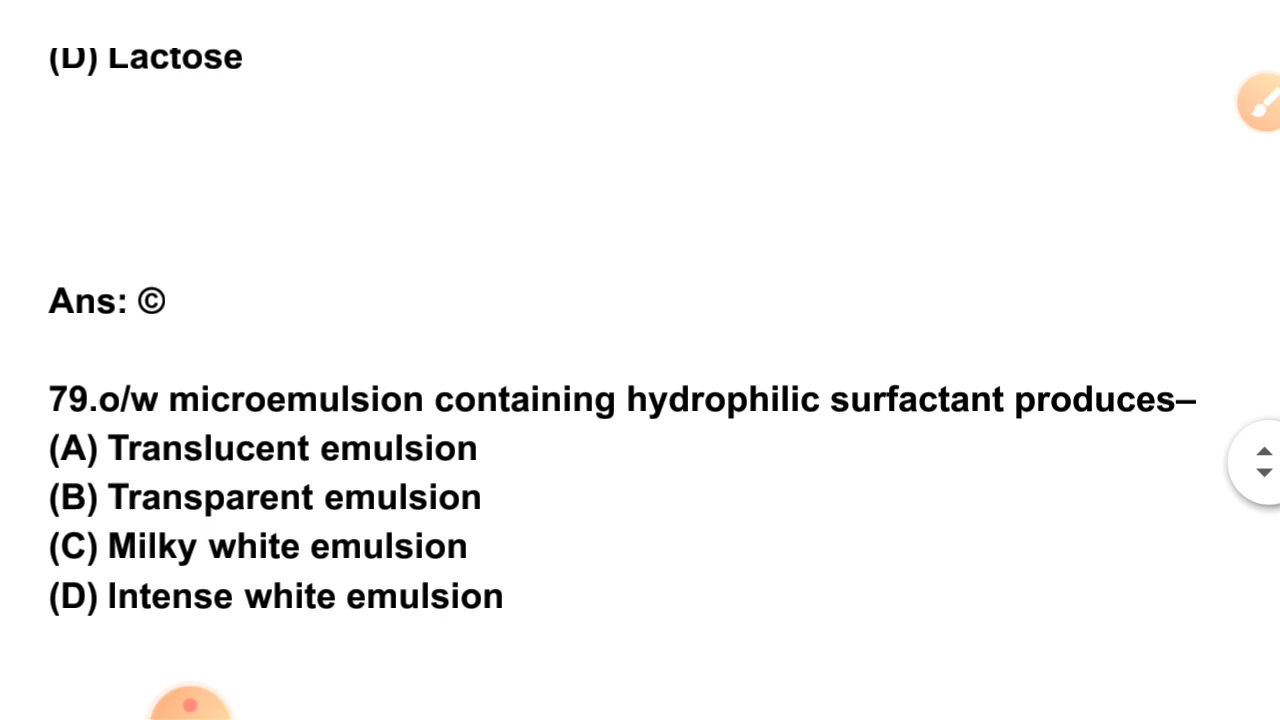 (D) Lactose
Ans: ©
79.o/w microemulsion containing hydrophilic surfactant produces–
(A) Translucent emulsion
(B) Transparent emulsion
(C) Milky white emulsion
(D) Intense white emulsion